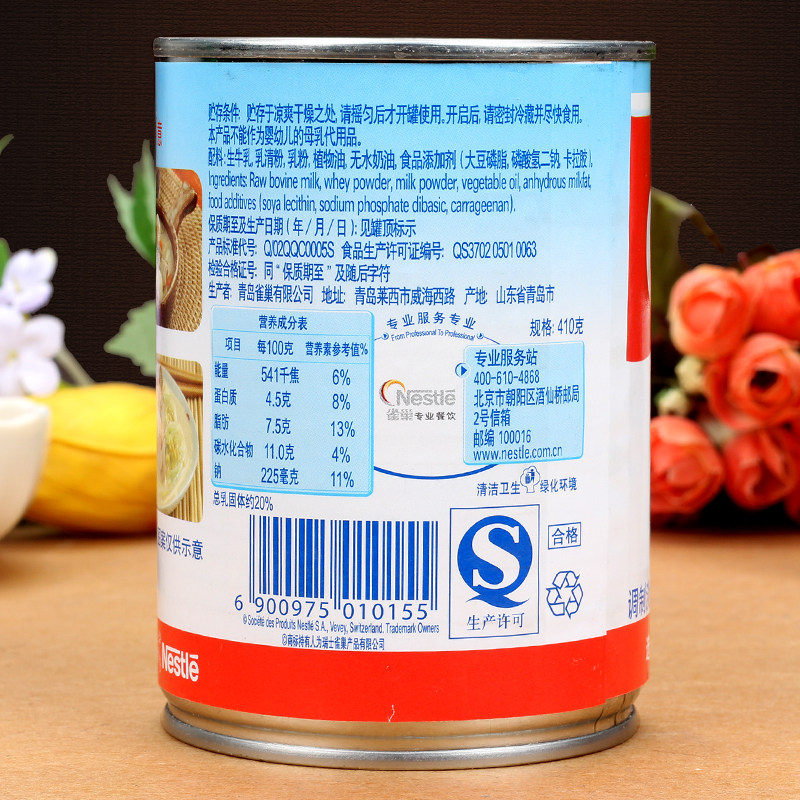 贮存条件: 贮存于凉爽干燥之处, 请摇匀后才开罐使用。开启后, 请密封冷藏并尽快食用。
本产品不能作为婴幼儿的母乳代用品。
配料: 生牛乳, 乳清粉, 乳粉, 植物油, 无水奶油, 食品添加剂 (大豆磷脂, 磷酸氢二钠, 卡拉胶)。
Ingredients: Raw bovine milk, whey powder, milk powder, vegetable oil, anhydrous milkfat,
food additives (soya lecithin, sodium phosphate dibasic, carrageenan).
保质期至及生产日期 (年/月/日): 见罐顶标示
产品标准代号: Q/02QQC0005S 食品生产许可证编号: QS3702 0501 0063
检验合格证号: 同“保质期至”及随后字符
生产者: 青岛雀巢有限公司 地址: 青岛莱西市威海西路 产地: 山东省青岛市
营养成分表
项目 每100克 营养素参考值%
能量 541千焦 6%
蛋白质 4.5克 8%
脂肪 7.5克 13%
碳水化合物 11.0克 4%
钠 225毫克 11%
总乳固体约20%
专业服务专业
From Professional To Professional
Nestlé
雀巢专业餐饮
规格: 410克
专业服务站
400-610-4868
北京市朝阳区酒仙桥邮局
2号信箱
邮编 100016
www.nestle.com.cn
清洁卫生 绿化环境
仅供示意
6 900975 010155
S
生产许可
合格
© Société des Produits Nestlé S.A., Vevey, Switzerland. Trademark Owners
©商标持有人为瑞士雀巢产品有限公司
Nestlé
调制